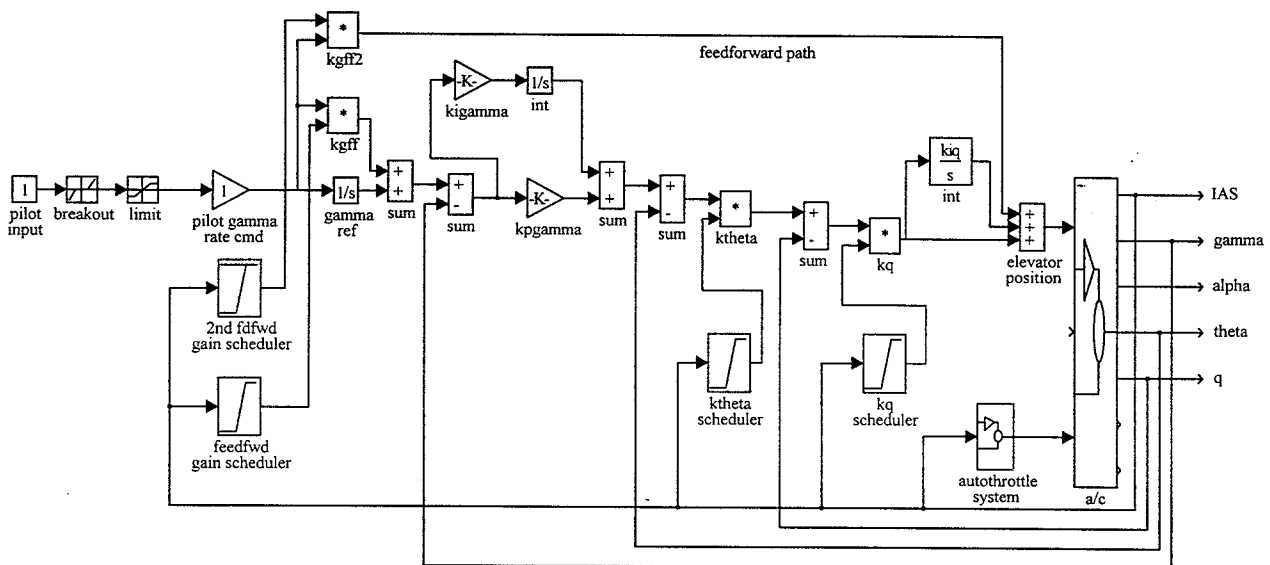 *
kgff2
feedforward path
-K-
kigamma
1/s
int
*
kgff
1
pilot
input
breakout
limit
1
pilot gamma
rate cmd
1/s
gamma
ref
+
+
sum
+
-
sum
-K-
kpgamma
+
+
sum
+
-
sum
*
ktheta
+
-
sum
*
kq
kiq
s
int
+
+
+
elevator
position
IAS
gamma
alpha
theta
q
2nd fdfwd
gain scheduler
feedfwd
gain scheduler
ktheta
scheduler
kq
scheduler
autothrottle
system
a/c